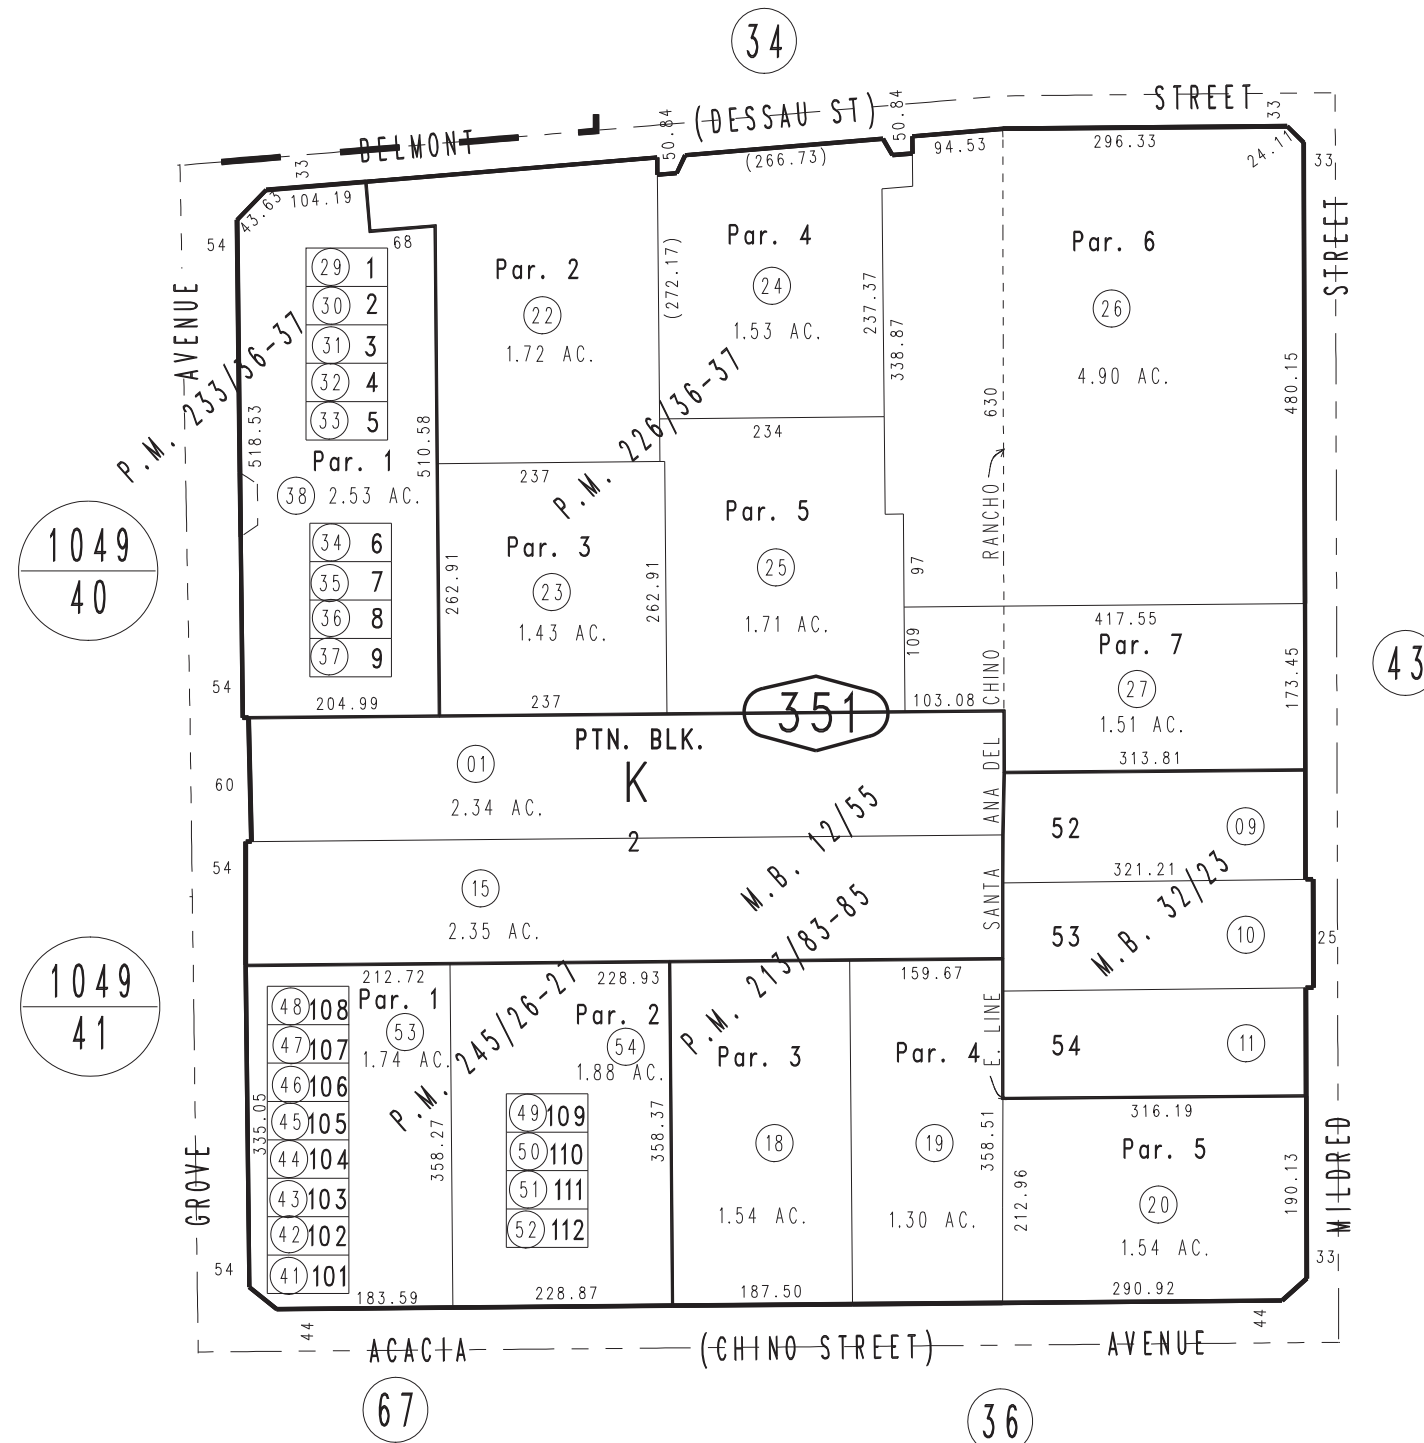 34
BELMONT (DESSAU ST) STREET
33
50.84
50.84
33
43.63
104.19
(266.73)
94.53
296.33
24.11
33
54
68
29 1
30 2
31 3
32 4
33 5
Par. 1
38 2.53 AC.
34 6
35 7
36 8
37 9
204.99
518.53
510.58
AVENUE
P.M. 233/36-37
Par. 2
22
1.72 AC.
(272.17)
Par. 4
24
1.53 AC.
237.37
338.87
Par. 6
26
4.90 AC.
480.15
STREET
237
P.M. 226/36-37
234
Par. 3
23
1.43 AC.
262.91
262.91
237
Par. 5
25
1.71 AC.
97
109
630
RANCHO
CHINO
ANA DEL
SANTA
E. LINE
1049
40
54
43
417.55
Par. 7
27
1.51 AC.
313.81
173.45
351
103.08
PTN. BLK.
K
2
01
2.34 AC.
60
54
15
2.35 AC.
M.B. 12/55
P.M. 213/83-85
52 09
321.21
M.B. 32/23
53 10
25
54 11
316.19
1049
41
212.72
228.93
159.67
Par. 1
53
1.74 AC.
48 108
47 107
46 106
45 105
44 104
43 103
42 102
41 101
335.05
358.27
183.59
P.M. 245/26-27
Par. 2
54
1.88 AC.
49 109
50 110
51 111
52 112
358.37
228.87
Par. 3
18
1.54 AC.
187.50
Par. 4
19
1.30 AC.
358.51
212.96
Par. 5
20
1.54 AC.
190.13
290.92
GROVE
MILDRED
54
33
44
44
ACACIA (CHINO STREET) AVENUE
67
36